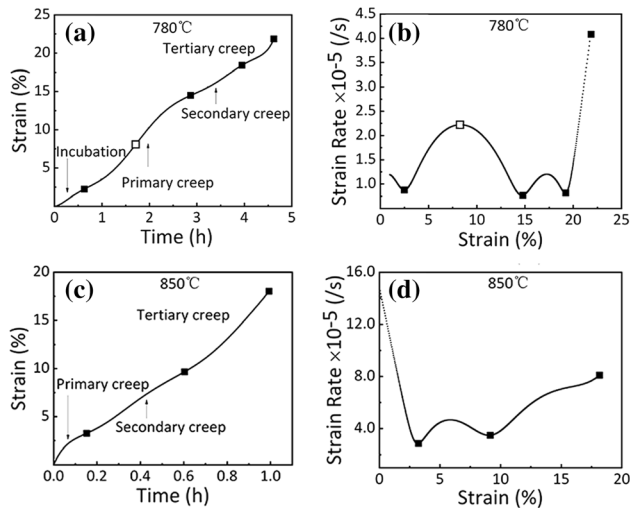 (a)
780℃
Tertiary creep
Secondary creep
Incubation
Primary creep
Strain (%)
25
20
15
10
5
0
1
2
3
4
5
Time (h)
(b)
780℃
Strain Rate ×10-5 (/s)
4.5
4.0
3.5
3.0
2.5
2.0
1.5
1.0
0
5
10
15
20
25
Strain (%)
(c)
850℃
Tertiary creep
Primary creep
Secondary creep
Strain (%)
20
15
10
5
0.0
0.2
0.4
0.6
0.8
1.0
Time (h)
(d)
850℃
Strain Rate ×10-5 (/s)
16.0
12.0
8.0
4.0
0
5
10
15
20
Strain (%)